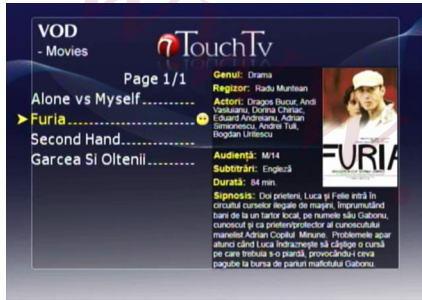 VOD
- Movies
7 TouchTv
Page 1/1
Alone vs Myself..........
Furia.......................
Second Hand.............
Garcea Si Oltenii.........
Genul: Drama
Regizor: Radu Muntean
Actori: Dragos Bucur, Andi
Vasluianu, Dorina Chiriac,
Eduard Andreianu, Adrian
Simionescu, Andrei Tuli,
Bogdan Uritescu
Audiență: M/14
Subtitrări: Engleză
Durată: 84 min.
Sipnosis: Doi prieteni, Luca și Felie intră în
circuitul curselor ilegale de mașini, împrumutând
bani de la un tartor local, pe numele său Gabonu,
cunoscut și ca prieten/protector al cunoscutului
manelist Adrian Copilul Minune. Problemele apar
atunci când Luca îndraznește să câștige o cursă
pe care trebuia s-o piardă, provocându-i ceva
pagube la bursa de pariuri mafiotului Gabonu.
FURIA